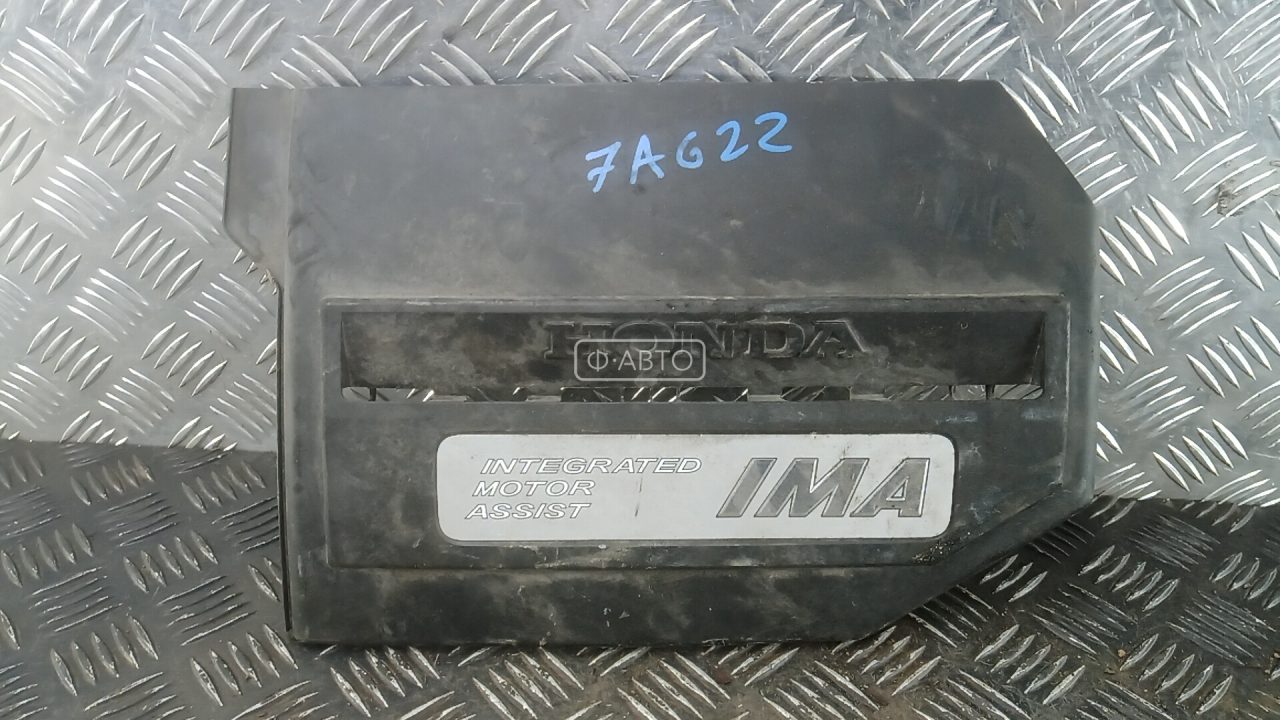 7AG22
HONDA
Ф·АВТО
INTEGRATED
MOTOR
ASSIST
IMA